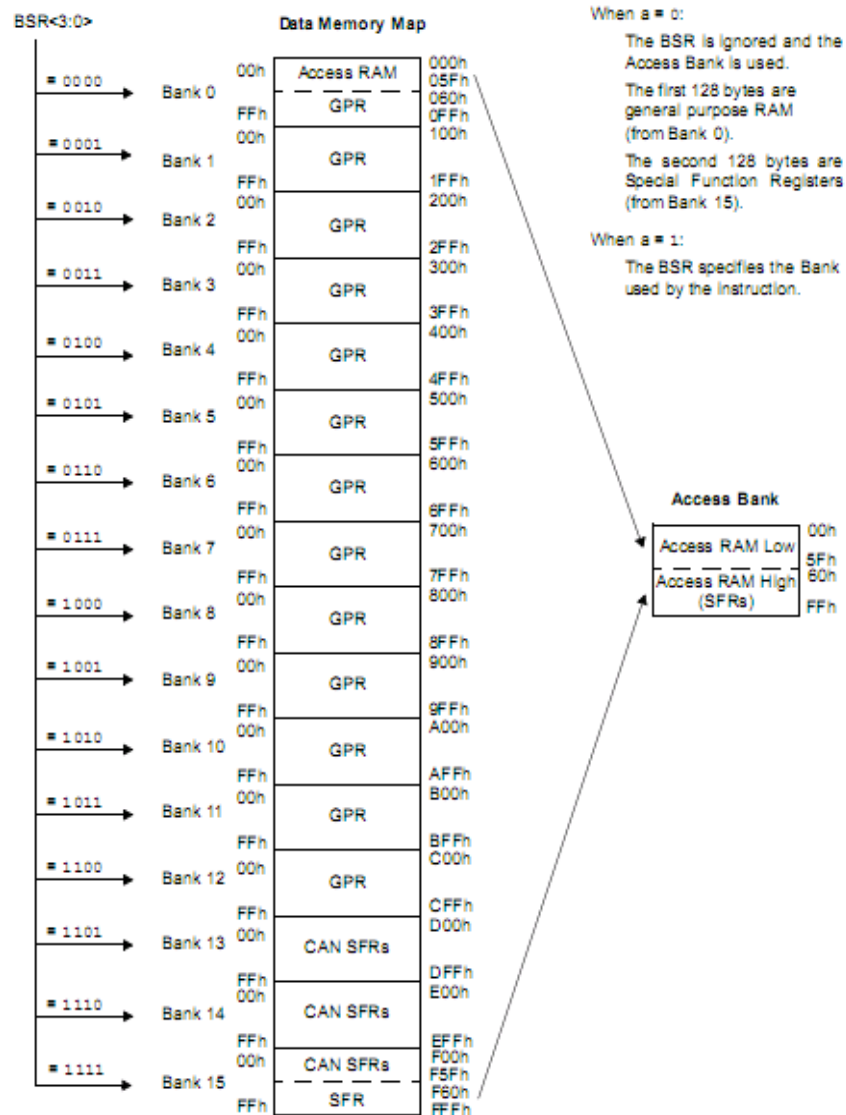 BSR<3:0>
Data Memory Map
When a = 0:
The BSR is ignored and the
Access Bank is used.
The first 128 bytes are
general purpose RAM
(from Bank 0).
The second 128 bytes are
Special Function Registers
(from Bank 15).
When a = 1:
The BSR specifies the Bank
used by the instruction.
= 0000 Bank 0 00h Access RAM 000h
05Fh
FFh GPR 060h
0FFh
= 0001 Bank 1 00h GPR 100h
FFh 1FFh
= 0010 Bank 2 00h GPR 200h
FFh 2FFh
= 0011 Bank 3 00h GPR 300h
FFh 3FFh
= 0100 Bank 4 00h GPR 400h
FFh 4FFh
= 0101 Bank 5 00h GPR 500h
FFh 5FFh
= 0110 Bank 6 00h GPR 600h
FFh 6FFh
= 0111 Bank 7 00h GPR 700h
FFh 7FFh
= 1000 Bank 8 00h GPR 800h
FFh 8FFh
= 1001 Bank 9 00h GPR 900h
FFh 9FFh
= 1010 Bank 10 00h GPR A00h
FFh AFFh
= 1011 Bank 11 00h GPR B00h
FFh BFFh
= 1100 Bank 12 00h GPR C00h
FFh CFFh
= 1101 Bank 13 00h CAN SFRs D00h
FFh DFFh
= 1110 Bank 14 00h CAN SFRs E00h
FFh EFFh
= 1111 Bank 15 00h CAN SFRs F00h
F5Fh
FFh SFR F60h
FFFh
Access Bank
Access RAM Low 00h
5Fh
Access RAM High 60h
(SFRs) FFh